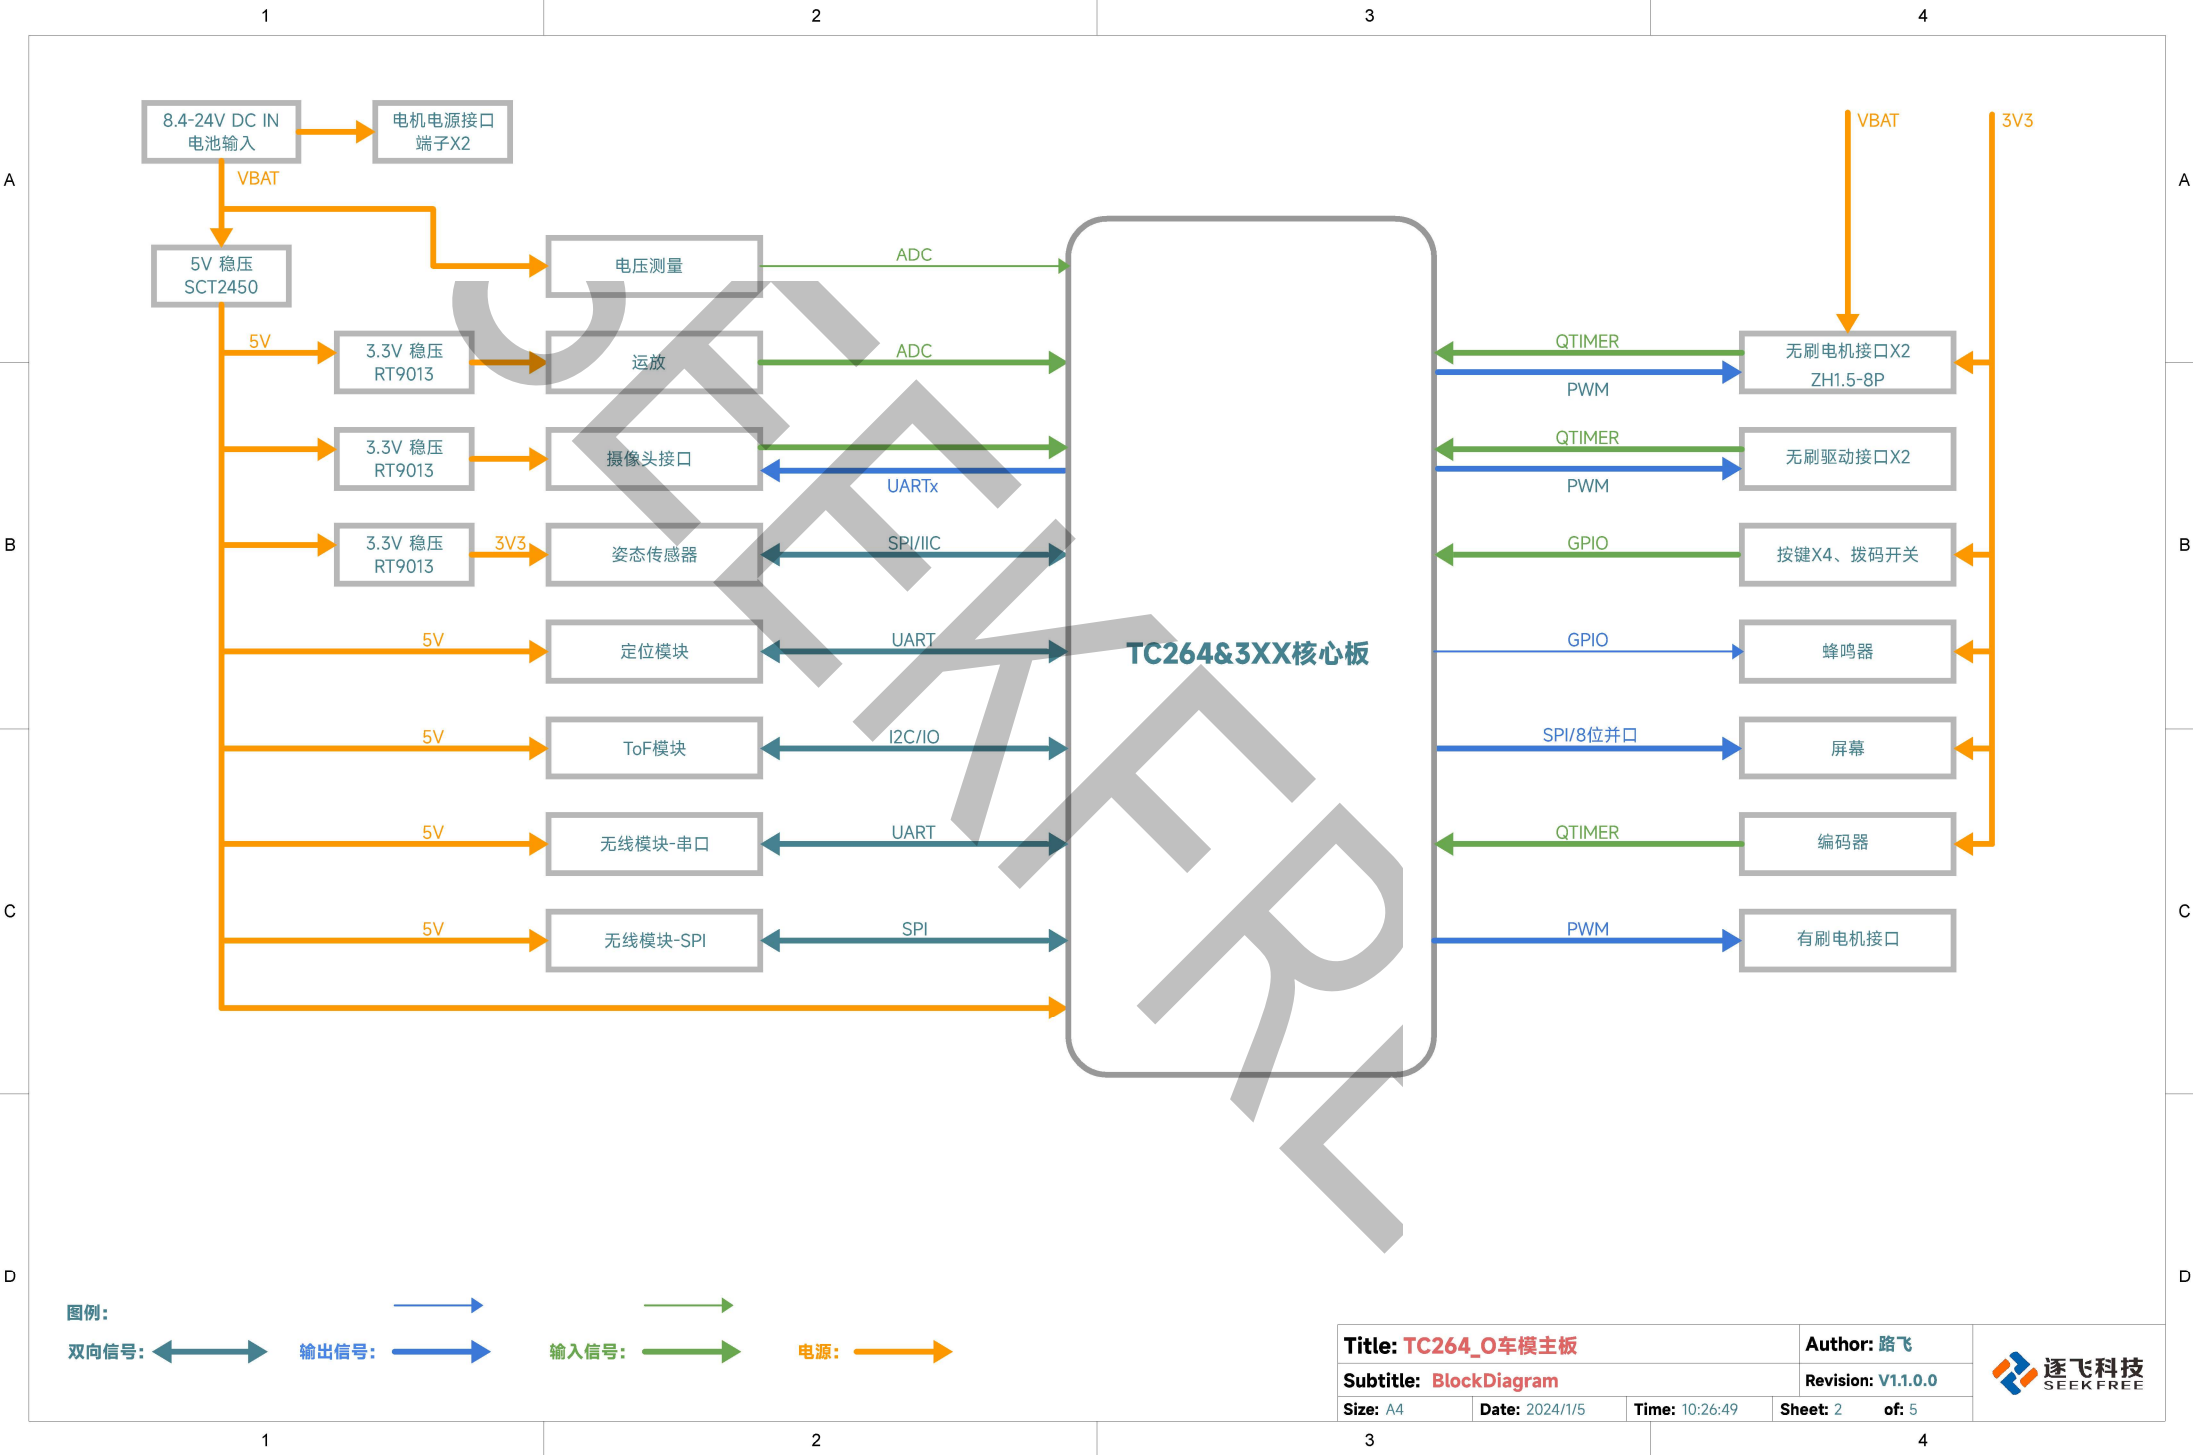 1
2
3
4
A
A
8.4-24V DC IN
电池输入
电机电源接口
端子X2
VBAT
3V3
VBAT
5V 稳压
SCT2450
电压测量
ADC
5V
3.3V 稳压
RT9013
运放
ADC
QTIMER
PWM
无刷电机接口X2
ZH1.5-8P
3.3V 稳压
RT9013
摄像头接口
UARTx
QTIMER
PWM
无刷驱动接口X2
B
B
3.3V 稳压
RT9013
3V3
姿态传感器
SPI/IIC
GPIO
按键X4、拨码开关
5V
定位模块
UART
TC264&3XX核心板
GPIO
蜂鸣器
5V
ToF模块
I2C/IO
SPI/8位并口
屏幕
5V
无线模块-串口
UART
QTIMER
编码器
C
C
5V
无线模块-SPI
SPI
PWM
有刷电机接口
SEEKFREE
D
D
图例：
双向信号：
输出信号：
输入信号：
电源：
Title: TC264_O车模主板
Author: 路飞
Subtitle: BlockDiagram
Revision: V1.1.0.0
Size: A4
Date: 2024/1/5
Time: 10:26:49
Sheet: 2
of: 5
逐飞科技
SEEKFREE
1
2
3
4